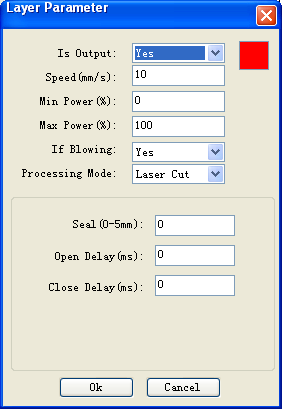 Layer Parameter
Is Output: Yes
Speed(mm/s): 10
Min Power(%): 0
Max Power(%): 100
If Blowing: Yes
Processing Mode: Laser Cut
Seal(0-5mm): 0
Open Delay(ms): 0
Close Delay(ms): 0
Ok Cancel